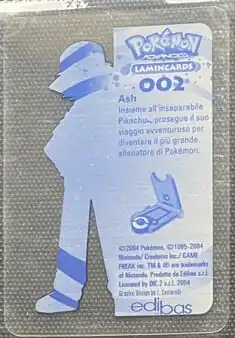 POKéMON
ADVANCED
LAMINCARDS
002
Ash
Insieme all'inseparabile
Pikachu, prosegue il suo
viaggio avventuroso per
diventare il più grande
allenatore di Pokémon.
©2004 Pokémon. ©1995-2004
Nintendo/ Creatures Inc./ GAME
FREAK inc. TM & ® are trademarks
of Nintendo. Prodotto da Edibas s.r.l.
Licensed by DIC 2 s.r.l. 2004
Graphic Design by L. Cestarelli
edibas